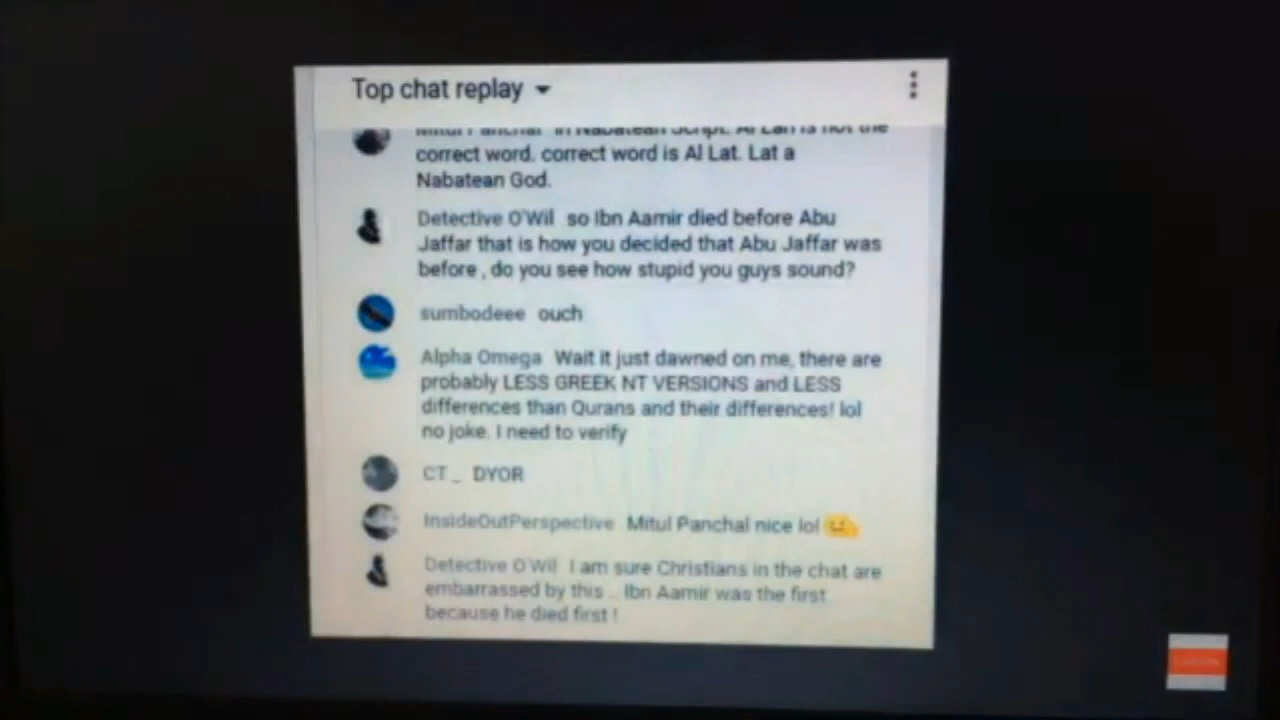 Top chat replay
Mitul Panchal in Nabatean Script. Al Lah is not the
correct word. correct word is Al Lat. Lat a
Nabatean God.
Detective O'Wil so Ibn Aamir died before Abu
Jaffar that is how you decided that Abu Jaffar was
before , do you see how stupid you guys sound?
sumbodeee ouch
Alpha Omega Wait it just dawned on me, there are
probably LESS GREEK NT VERSIONS and LESS
differences than Qurans and their differences! lol
no joke. I need to verify
CT_ DYOR
InsideOutPerspective Mitul Panchal nice lol
Detective O'Wil I am sure Christians in the chat are
embarrassed by this .. Ibn Aamir was the first
because he died first !